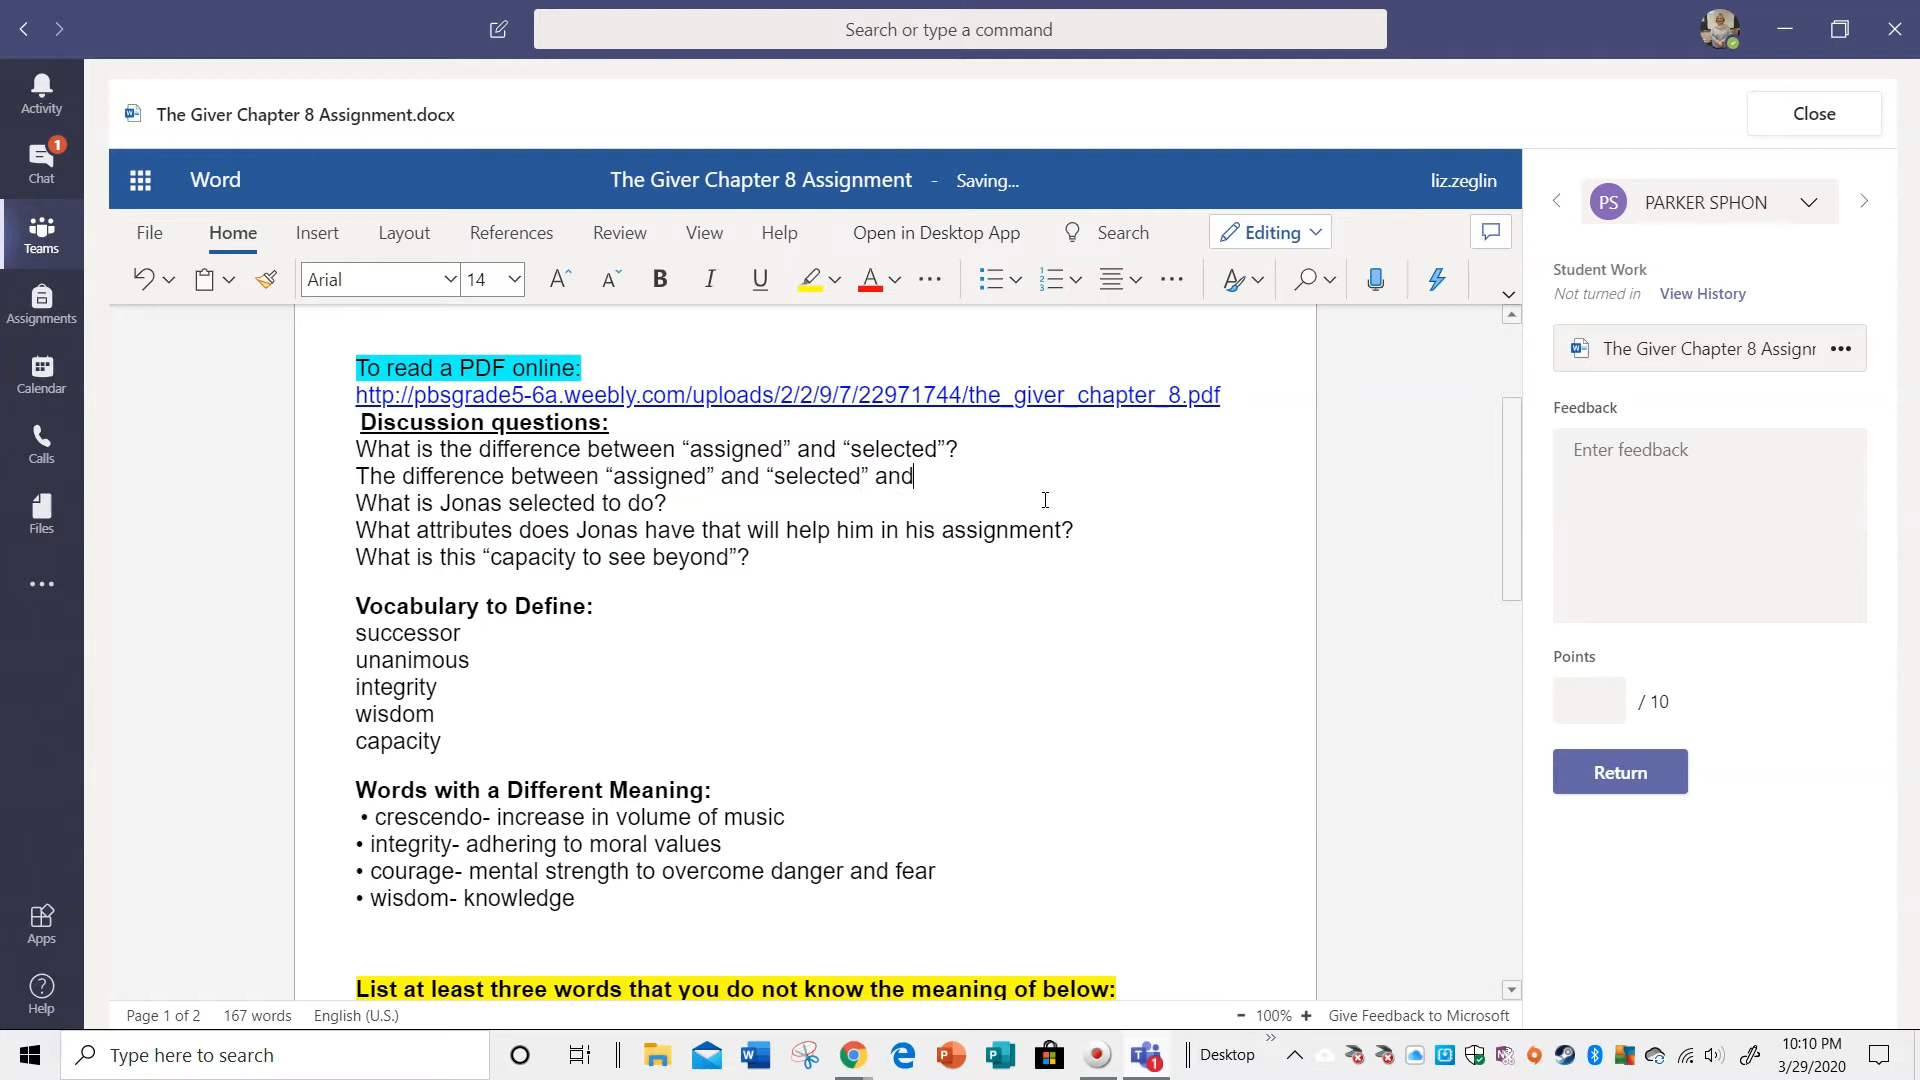 Search or type a command
Activity
1
Chat
Teams
Assignments
Calendar
Calls
Files
Apps
Help
The Giver Chapter 8 Assignment.docx
Close
Word
The Giver Chapter 8 Assignment - Saving...
liz.zeglin
File Home Insert Layout References Review View Help Open in Desktop App Search Editing
Arial 14 A A B I U A
To read a PDF online:
http://pbsgrade5-6a.weebly.com/uploads/2/2/9/7/22971744/the_giver_chapter_8.pdf
Discussion questions:
What is the difference between “assigned” and “selected”?
The difference between “assigned” and “selected” and
What is Jonas selected to do?
What attributes does Jonas have that will help him in his assignment?
What is this “capacity to see beyond”?
Vocabulary to Define:
successor
unanimous
integrity
wisdom
capacity
Words with a Different Meaning:
• crescendo- increase in volume of music
• integrity- adhering to moral values
• courage- mental strength to overcome danger and fear
• wisdom- knowledge
List at least three words that you do not know the meaning of below:
Page 1 of 2 167 words English (U.S.)
- 100% + Give Feedback to Microsoft
PS PARKER SPHON
Student Work
Not turned in View History
The Giver Chapter 8 Assignr •••
Feedback
Enter feedback
Points
/ 10
Return
Type here to search
1
Desktop
10:10 PM
3/29/2020